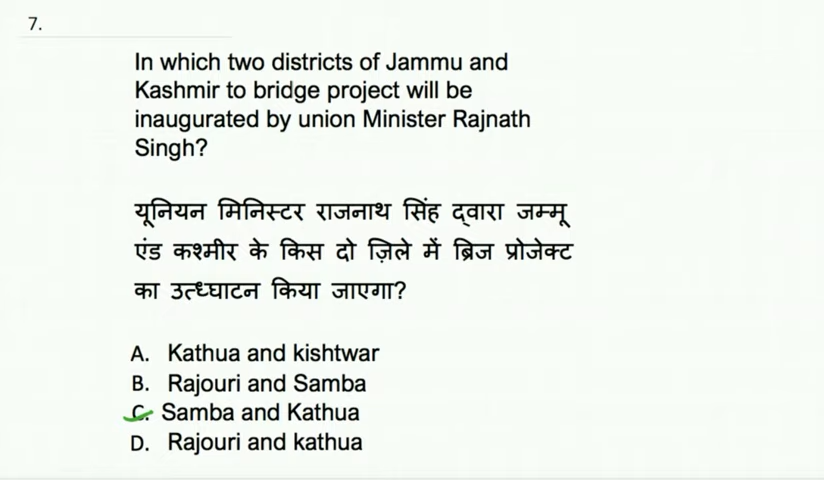 7.
In which two districts of Jammu and
Kashmir to bridge project will be
inaugurated by union Minister Rajnath
Singh?
यूनियन मिनिस्टर राजनाथ सिंह द्वारा जम्मू
एंड कश्मीर के किस दो ज़िले में ब्रिज प्रोजेक्ट
का उत्ध्घाटन किया जाएगा?
A. Kathua and kishtwar
B. Rajouri and Samba
C. Samba and Kathua
D. Rajouri and kathua